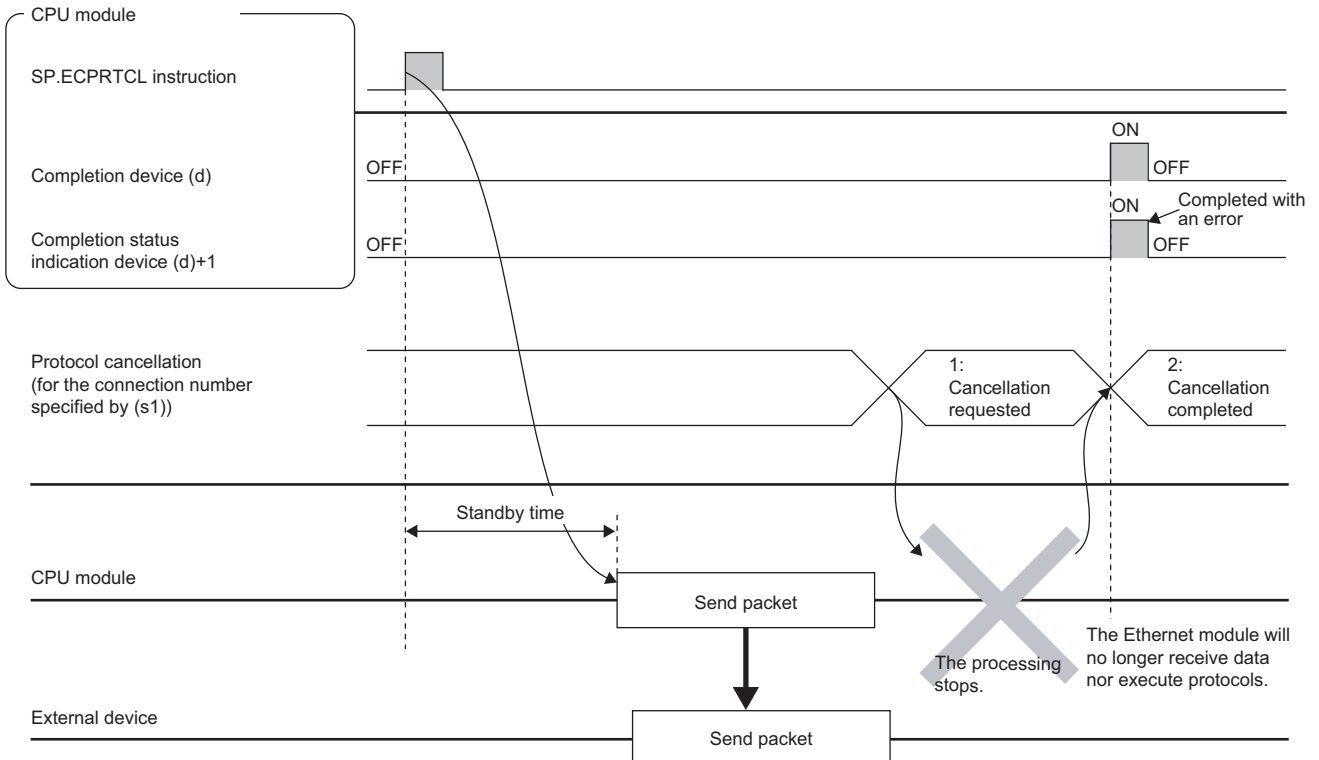 CPU module
SP.ECPRTCL instruction
ON
Completion device (d)
OFF
OFF
ON
Completed with
an error
Completion status
indication device (d)+1
OFF
OFF
Protocol cancellation
(for the connection number
specified by (s1))
1:
Cancellation
requested
2:
Cancellation
completed
Standby time
CPU module
Send packet
The processing
stops.
The Ethernet module will
no longer receive data
nor execute protocols.
External device
Send packet